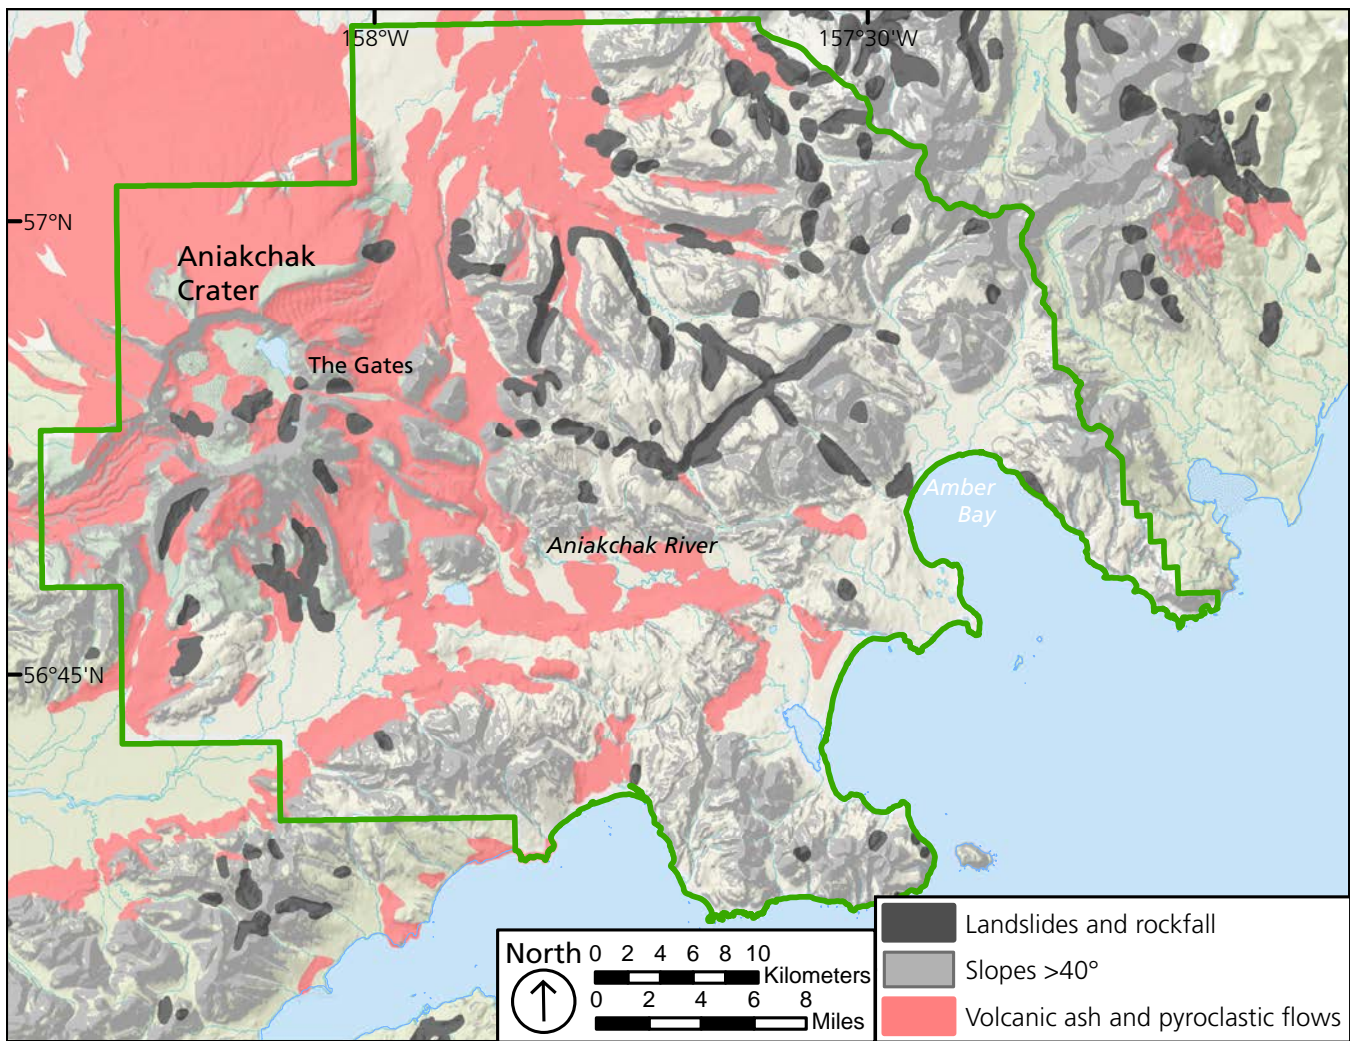 158°W
157°30'W
57°N
Aniakchak
Crater
The Gates
Amber
Bay
Aniakchak River
56°45'N
North
0 2 4 6 8 10
Kilometers
0 2 4 6 8
Miles
Landslides and rockfall
Slopes >40°
Volcanic ash and pyroclastic flows